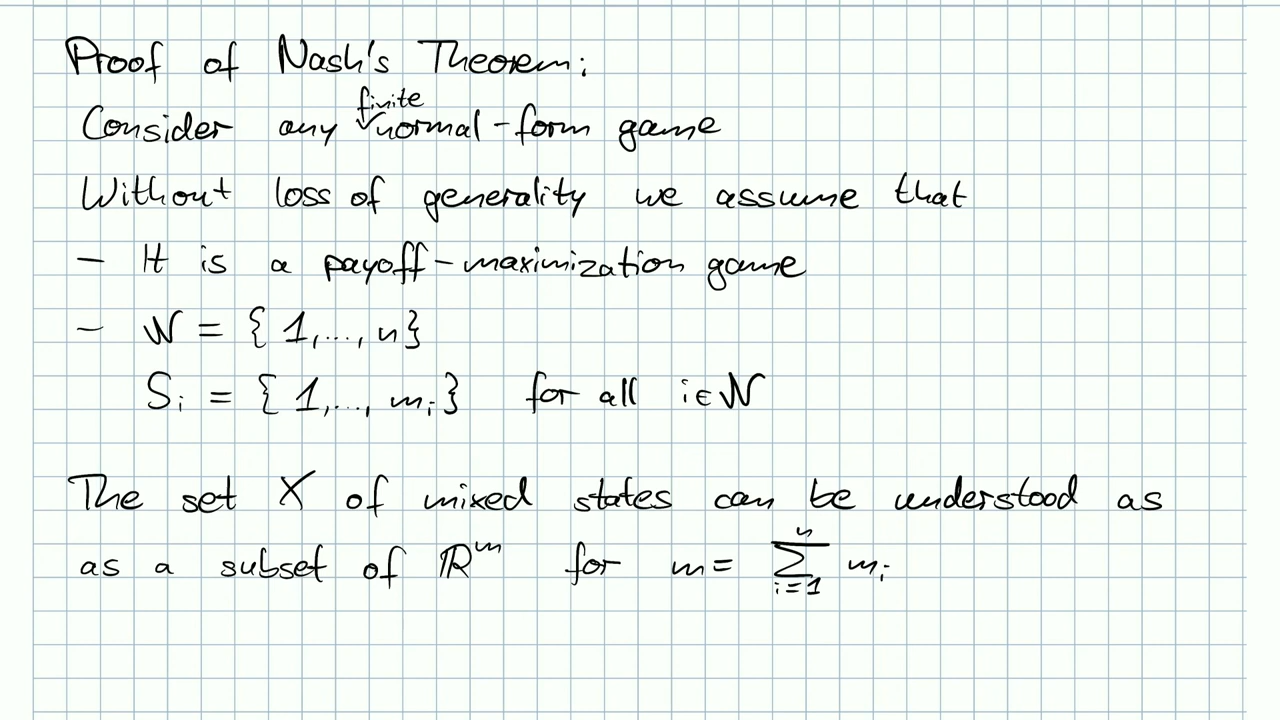 Proof of Nash's Theorem:
Consider any finite normal-form game
Without loss of generality we assume that
- It is a payoff-maximization game
- N = { 1,..., n}
S_i = { 1,..., m_i} for all i∈N
The set X of mixed states can be understood as
as a subset of ℝ^m for m = ∑_{i=1}^{n} m_i